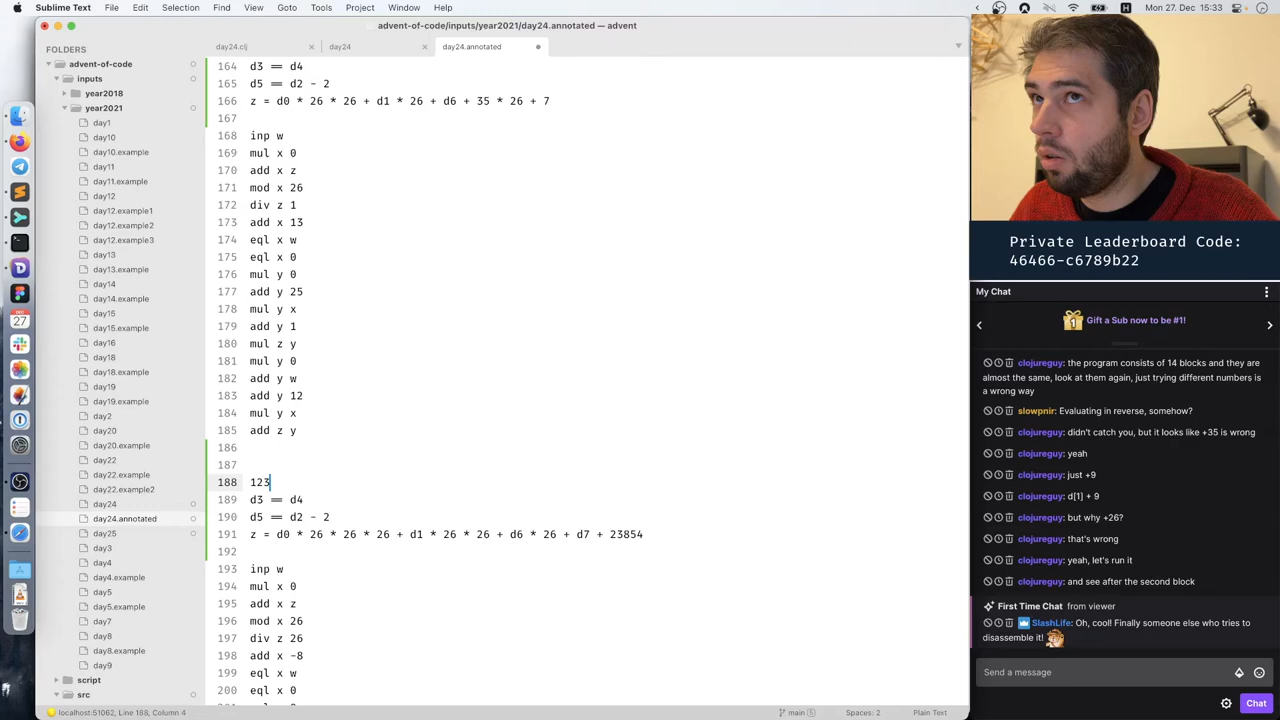 Sublime Text File Edit Selection Find View Goto Tools Project Window Help
Mon 27. Dec 15:33
advent-of-code/inputs/year2021/day24.annotated — advent
FOLDERS
advent-of-code
inputs
year2018
year2021
day1
day10
day10.example
day11
day11.example
day12
day12.example1
day12.example2
day12.example3
day13
day13.example
day14
day14.example
day15
day15.example
day16
day18
day18.example
day19
day19.example
day2
day20
day20.example
day22
day22.example
day22.example2
day24
day24.annotated
day25
day3
day4
day4.example
day5
day5.example
day7
day8
day8.example
day9
script
src
day24.clj
day24
day24.annotated
164 d3 == d4
165 d5 == d2 - 2
166 z = d0 * 26 * 26 + d1 * 26 + d6 + 35 * 26 + 7
167
168 inp w
169 mul x 0
170 add x z
171 mod x 26
172 div z 1
173 add x 13
174 eql x w
175 eql x 0
176 mul y 0
177 add y 25
178 mul y x
179 add y 1
180 mul z y
181 mul y 0
182 add y w
183 add y 12
184 mul y x
185 add z y
186
187
188 123
189 d3 == d4
190 d5 == d2 - 2
191 z = d0 * 26 * 26 * 26 + d1 * 26 * 26 + d6 * 26 + d7 + 23854
192
193 inp w
194 mul x 0
195 add x z
196 mod x 26
197 div z 26
198 add x -8
199 eql x w
200 eql x 0
localhost:51062, Line 188, Column 4
main 5
Spaces: 2
Plain Text
Private Leaderboard Code:
46466-c6789b22
My Chat
1
Gift a Sub now to be #1!
clojureguy: the program consists of 14 blocks and they are
almost the same, look at them again, just trying different numbers is
a wrong way
slowpnir: Evaluating in reverse, somehow?
clojureguy: didn't catch you, but it looks like +35 is wrong
clojureguy: yeah
clojureguy: just +9
clojureguy: d[1] + 9
clojureguy: but why +26?
clojureguy: that's wrong
clojureguy: yeah, let's run it
clojureguy: and see after the second block
First Time Chat from viewer
SlashLife: Oh, cool! Finally someone else who tries to
disassemble it!
Send a message
Chat